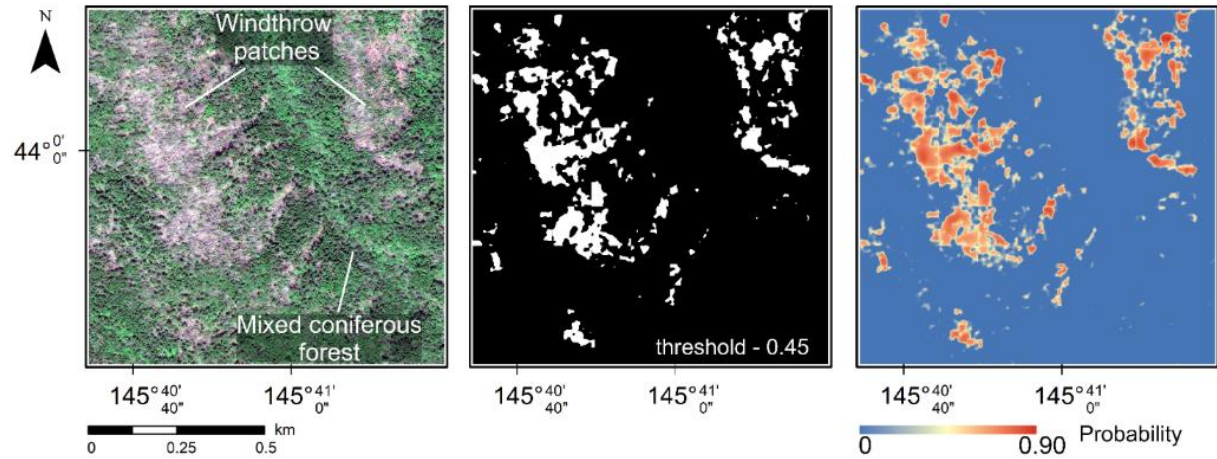 N
Windthrow
patches
44° 0' 0"
Mixed coniferous
forest
threshold - 0.45
145° 40' 40"
145° 41' 0"
145° 40' 40"
145° 41' 0"
145° 40' 40"
145° 41' 0"
km
0 0.25 0.5
0 0.90 Probability